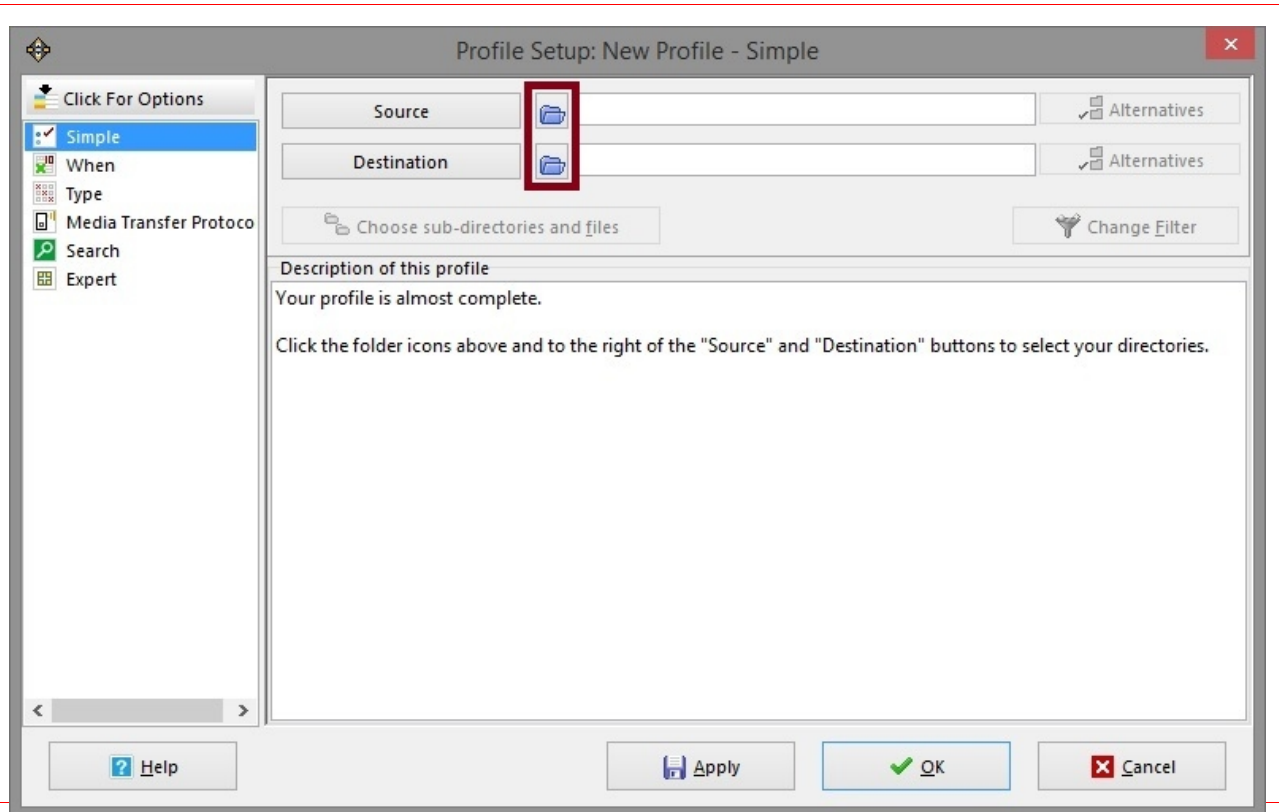 Profile Setup: New Profile - Simple
Click For Options
Simple
When
Type
Media Transfer Protoco
Search
Expert
Source
Alternatives
Destination
Alternatives
Choose sub-directories and files
Change Filter
Description of this profile
Your profile is almost complete.
Click the folder icons above and to the right of the "Source" and "Destination" buttons to select your directories.
Help
Apply
OK
Cancel